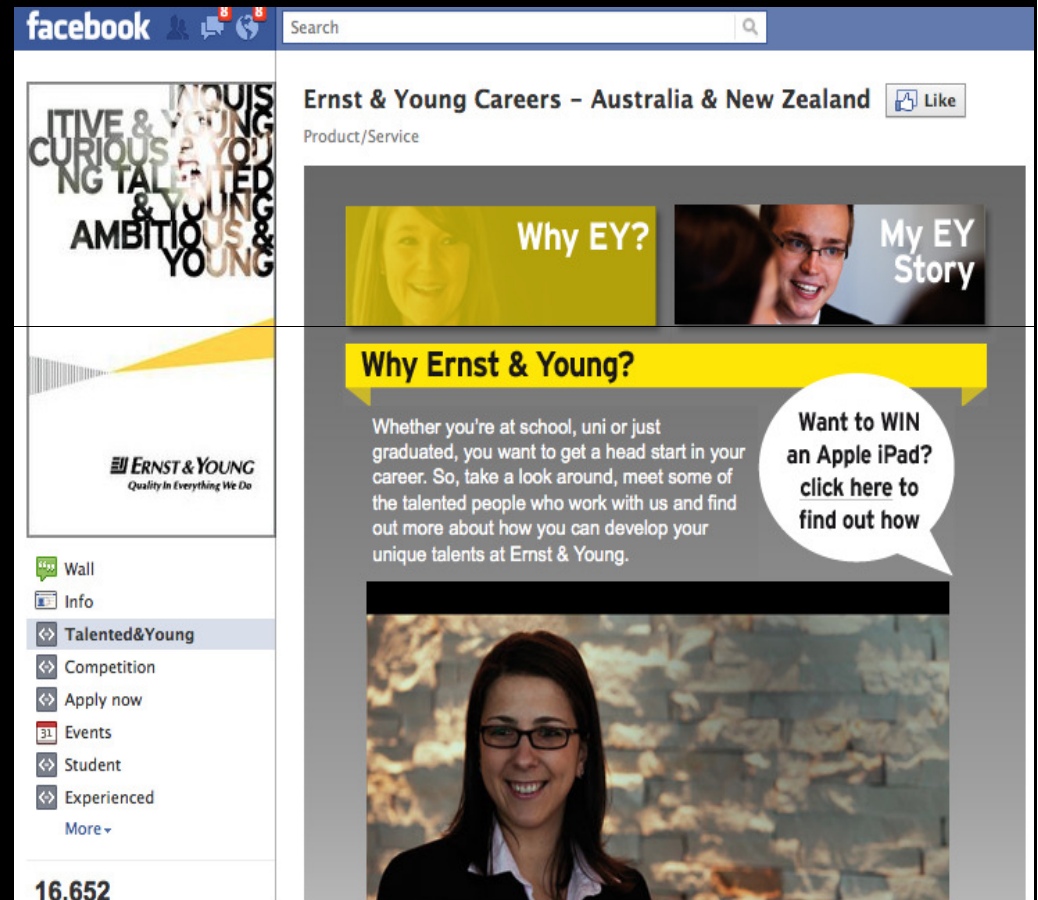 facebook
8
8
Search
INQUIS
ITIVE & YOUNG
CURIOUS & YOU
NG TALENTED
& YOUNG
AMBITIOUS &
YOUNG
ERNST & YOUNG
Quality In Everything We Do
Wall
Info
Talented&Young
Competition
Apply now
31 Events
Student
Experienced
More
16,652
Ernst & Young Careers – Australia & New Zealand
Like
Product/Service
Why EY?
My EY
Story
Why Ernst & Young?
Whether you're at school, uni or just
graduated, you want to get a head start in your
career. So, take a look around, meet some of
the talented people who work with us and find
out more about how you can develop your
unique talents at Ernst & Young.
Want to WIN
an Apple iPad?
click here to
find out how